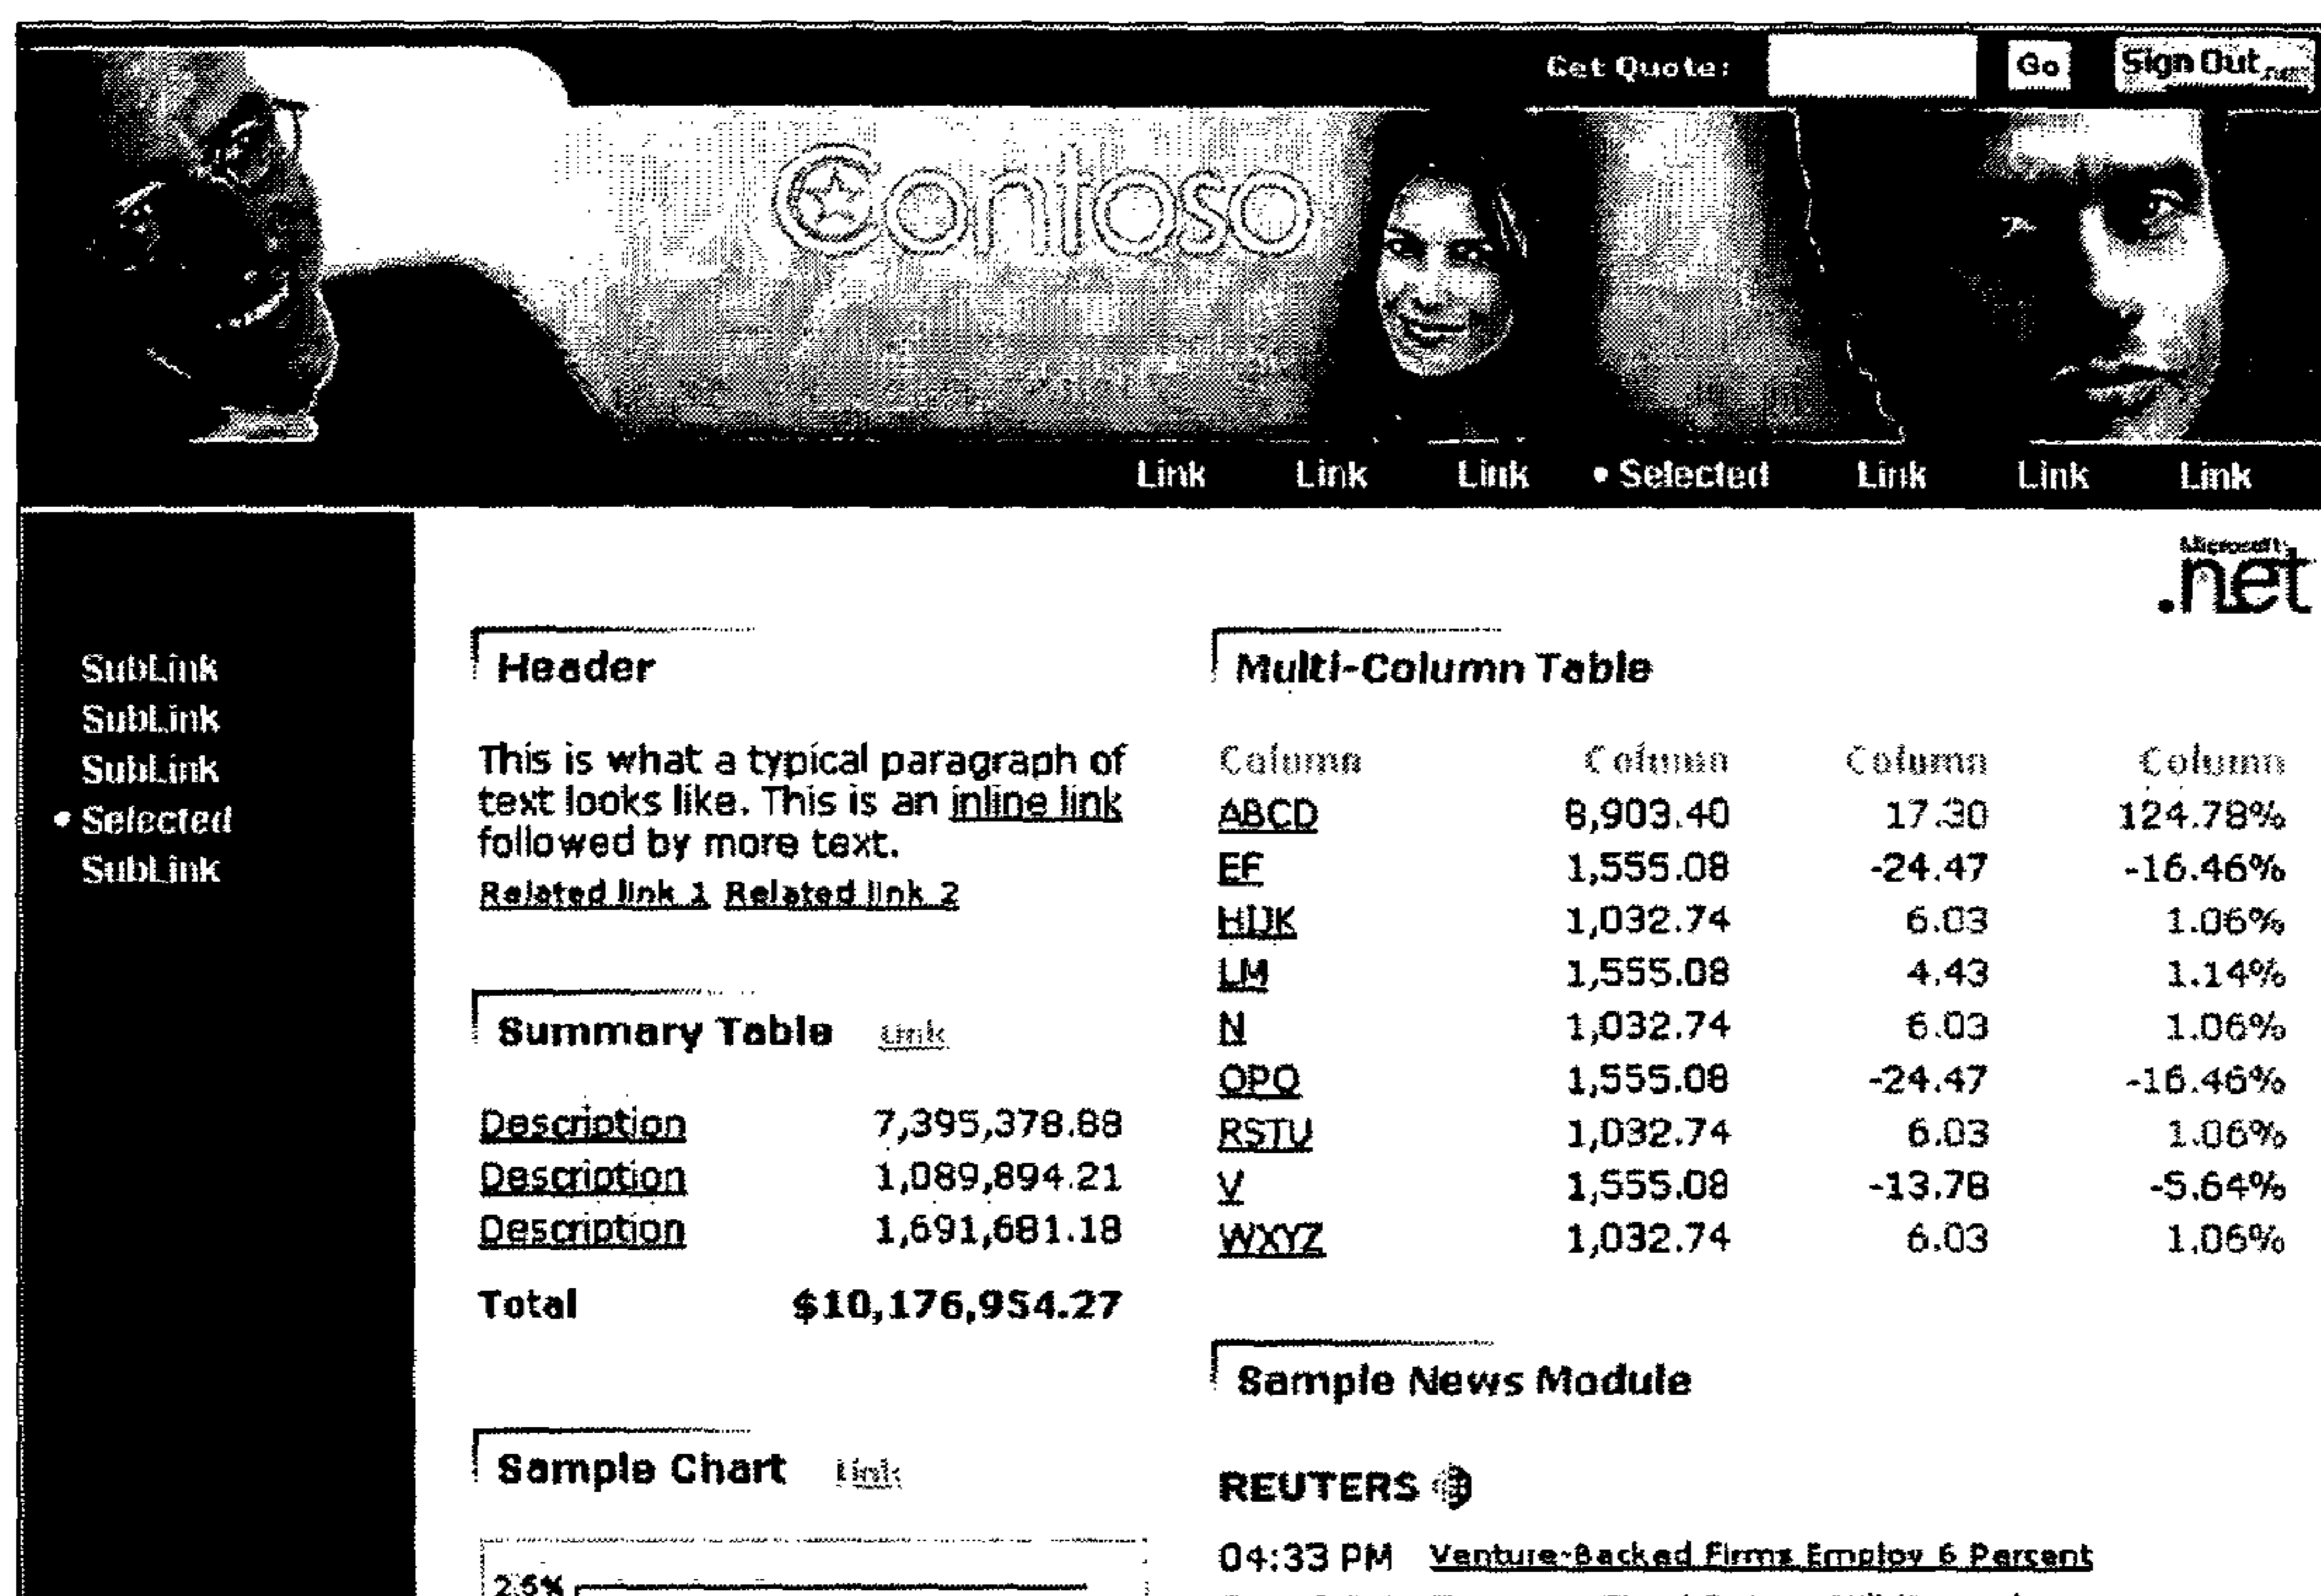 Get Quote: Go Sign Out .net
Contoso
Link Link Link • Selected Link Link Link
Microsoft
.net
SubLink
SubLink
SubLink
• Selected
SubLink
Header
This is what a typical paragraph of
text looks like. This is an inline link
followed by more text.
Related link 1 Related link 2
Summary Table Link
Description 7,395,378.88
Description 1,089,894.21
Description 1,691,681.18
Total $10,176,954.27
Sample Chart Link
2.5%
Multi-Column Table
Column Column Column Column
ABCD 8,903.40 17.30 124.78%
EF 1,555.08 -24.47 -16.46%
HIJK 1,032.74 6.03 1.06%
LM 1,555.08 4.43 1.14%
N 1,032.74 6.03 1.06%
OPQ 1,555.08 -24.47 -16.46%
RSTU 1,032.74 6.03 1.06%
V 1,555.08 -13.78 -5.64%
WXYZ 1,032.74 6.03 1.06%
Sample News Module
REUTERS
04:33 PM Venture-Backed Firms Employ 6 Percent